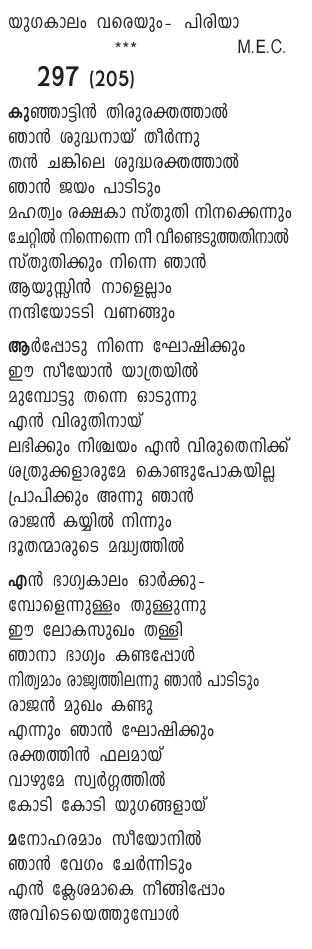 യുഗകാലം വരെയും- പിരിയാ
*** M.E.C.
297 (205)
കുഞ്ഞാട്ടിൻ തിരുരക്തത്താൽ
ഞാൻ ശുദ്ധനായ് തീർന്നു
തൻ ചങ്കിലെ ശുദ്ധരക്തത്താൽ
ഞാൻ ജയം പാടിടും
മഹത്വം രക്ഷകാ സ്തുതി നിനക്കെന്നും
ചേറ്റിൽ നിന്നെന്നെ നീ വീണ്ടെടുത്തതിനാൽ
സ്തുതിക്കും നിന്നെ ഞാൻ
ആയുസ്സിൻ നാളെല്ലാം
നന്ദിയോടടി വണങ്ങും
ആർപ്പോടു നിന്നെ ഘോഷിക്കും
ഈ സീയോൻ യാത്രയിൽ
മുമ്പോട്ടു തന്നെ ഓടുന്നു
എൻ വിരുതിനായ്
ലഭിക്കും നിശ്ചയം എൻ വിരുതെനിക്ക്
ശത്രുക്കളാരുമേ കൊണ്ടുപോകയില്ല
പ്രാപിക്കും അന്നു ഞാൻ
രാജൻ കയ്യിൽ നിന്നും
ദൂതന്മാരുടെ മദ്ധ്യത്തിൽ
എൻ ഭാഗ്യകാലം ഓർക്കു-
മ്പോളെന്നുള്ളം തുള്ളുന്നു
ഈ ലോകസുഖം തള്ളി
ഞാനാ ഭാഗ്യം കണ്ടപ്പോൾ
നിത്യമാം രാജ്യത്തിലന്നു ഞാൻ പാടിടും
രാജൻ മുഖം കണ്ടു
എന്നും ഞാൻ ഘോഷിക്കും
രക്തത്തിൻ ഫലമായ്
വാഴുമേ സ്വർഗ്ഗത്തിൽ
കോടി കോടി യുഗങ്ങളായ്
മനോഹരമാം സീയോനിൽ
ഞാൻ വേഗം ചേർന്നിടും
എൻ ക്ലേശമാകെ നീങ്ങിപ്പോം
അവിടെയെത്തുമ്പോൾ